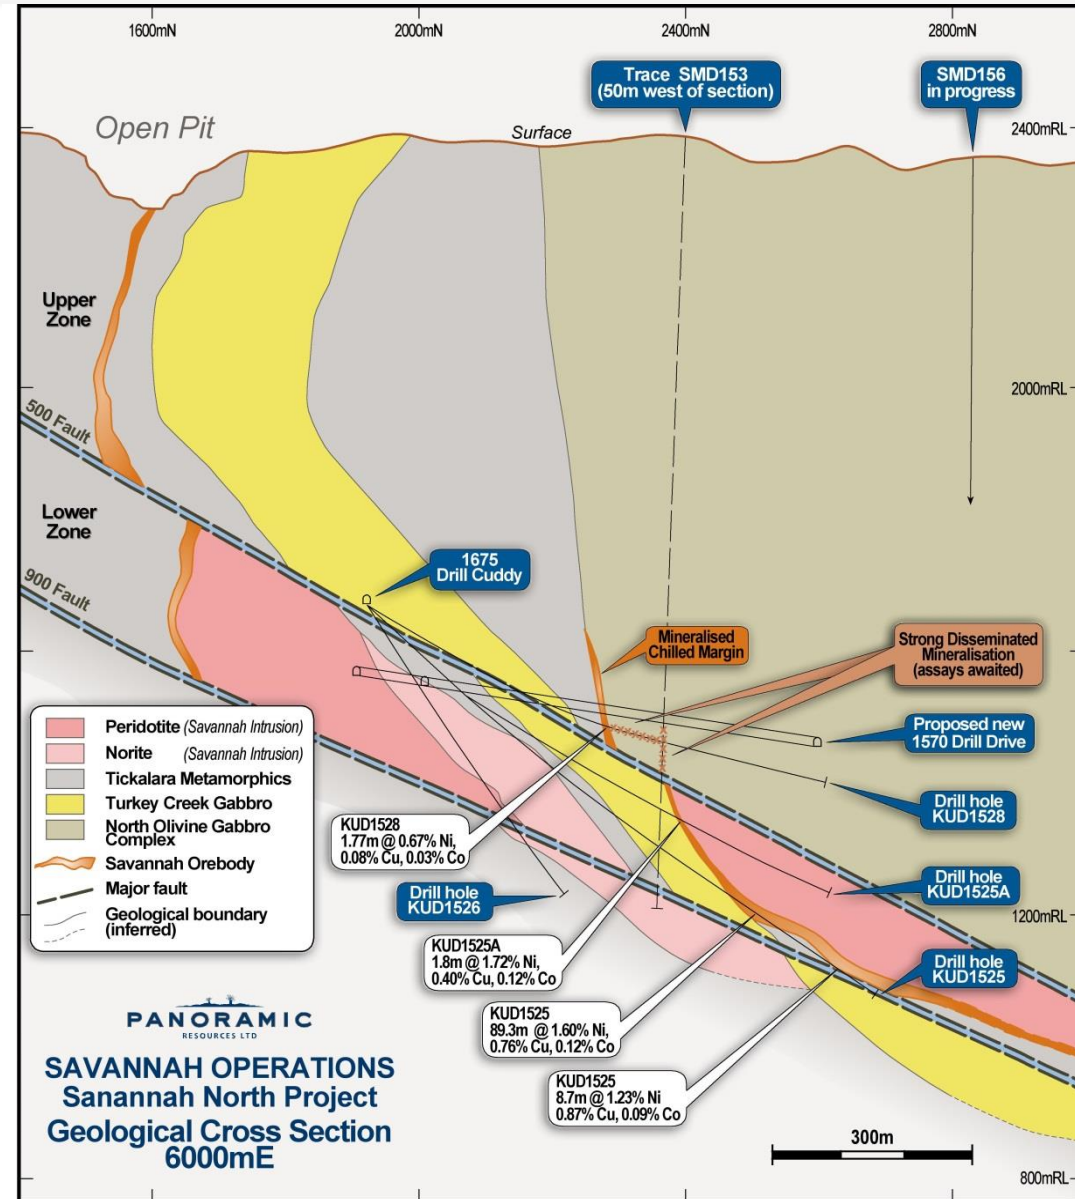 1600mN
2000mN
2400mN
2800mN
Trace SMD153
(50m west of section)
SMD156
in progress
Open Pit
Surface
2400mRL
2000mRL
Upper
Zone
500 Fault
Lower
Zone
900 Fault
1675
Drill Cuddy
Mineralised
Chilled Margin
Strong Disseminated
Mineralisation
(assays awaited)
Proposed new
1570 Drill Drive
Drill hole
KUD1528
Drill hole
KUD1525A
1200mRL
Drill hole
KUD1525
Peridotite (Savannah Intrusion)
Norite (Savannah Intrusion)
Tickalara Metamorphics
Turkey Creek Gabbro
North Olivine Gabbro
Complex
Savannah Orebody
Major fault
Geological boundary
(inferred)
KUD1528
1.77m @ 0.67% Ni,
0.08% Cu, 0.03% Co
Drill hole
KUD1526
KUD1525A
1.8m @ 1.72% Ni,
0.40% Cu, 0.12% Co
KUD1525
89.3m @ 1.60% Ni,
0.76% Cu, 0.12% Co
KUD1525
8.7m @ 1.23% Ni
0.87% Cu, 0.09% Co
PANORAMIC
RESOURCES LTD
SAVANNAH OPERATIONS
Sanannah North Project
Geological Cross Section
6000mE
300m
800mRL